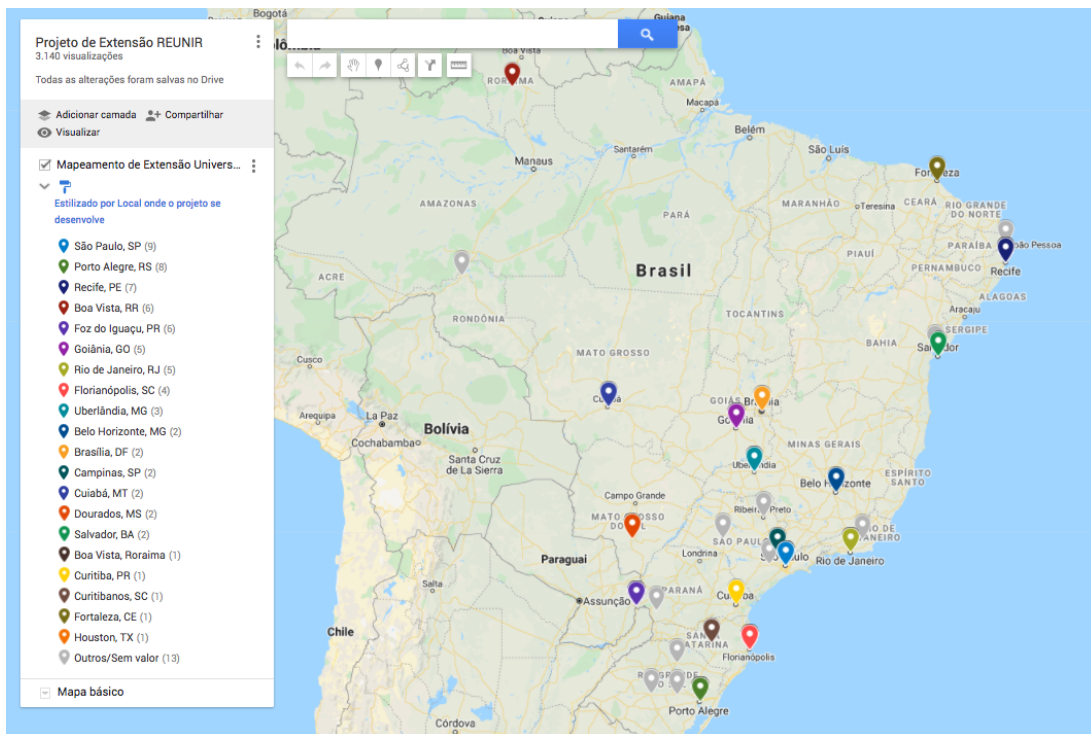 Projeto de Extensão REUNIR
3.140 visualizações
Todas as alterações foram salvas no Drive
Adicionar camada Compartilhar
Visualizar
Mapeamento de Extensão Univers...
Estilizado por Local onde o projeto se
desenvolve
São Paulo, SP (9)
Porto Alegre, RS (8)
Recife, PE (7)
Boa Vista, RR (6)
Foz do Iguaçu, PR (6)
Goiânia, GO (5)
Rio de Janeiro, RJ (5)
Florianópolis, SC (4)
Uberlândia, MG (3)
Belo Horizonte, MG (2)
Brasília, DF (2)
Campinas, SP (2)
Cuiabá, MT (2)
Dourados, MS (2)
Salvador, BA (2)
Boa Vista, Roraima (1)
Curitiba, PR (1)
Curitibanos, SC (1)
Fortaleza, CE (1)
Houston, TX (1)
Outros/Sem valor (13)
Mapa básico
Bogotá
Guiana
Boa Vista
AMAPÁ
Macapá
Belém
Santarém
São Luis
Manaus
AMAZONAS
PARÁ
MARANHÃO
Teresina
CEARÁ
RIO GRANDE
DO NORTE
PARAÍBA
João Pessoa
PIAUÍ
PERNAMBUCO
Recife
Brasil
ACRE
ALAGOAS
Aracaju
SERGIPE
RONDÔNIA
TOCANTINS
BAHIA
MATO GROSSO
Cusco
GOIÁS
Arequipa
La Paz
Bolívia
Cochabamba
Santa Cruz
de La Sierra
MINAS GERAIS
ESPÍRITO
SANTO
Campo Grande
Ribeirão Preto
SÃO PAULO
Rio de Janeiro
Londrina
Paraguai
Salta
Assunção
PARANÁ
Chile
Florianópolis
Porto Alegre
Córdova